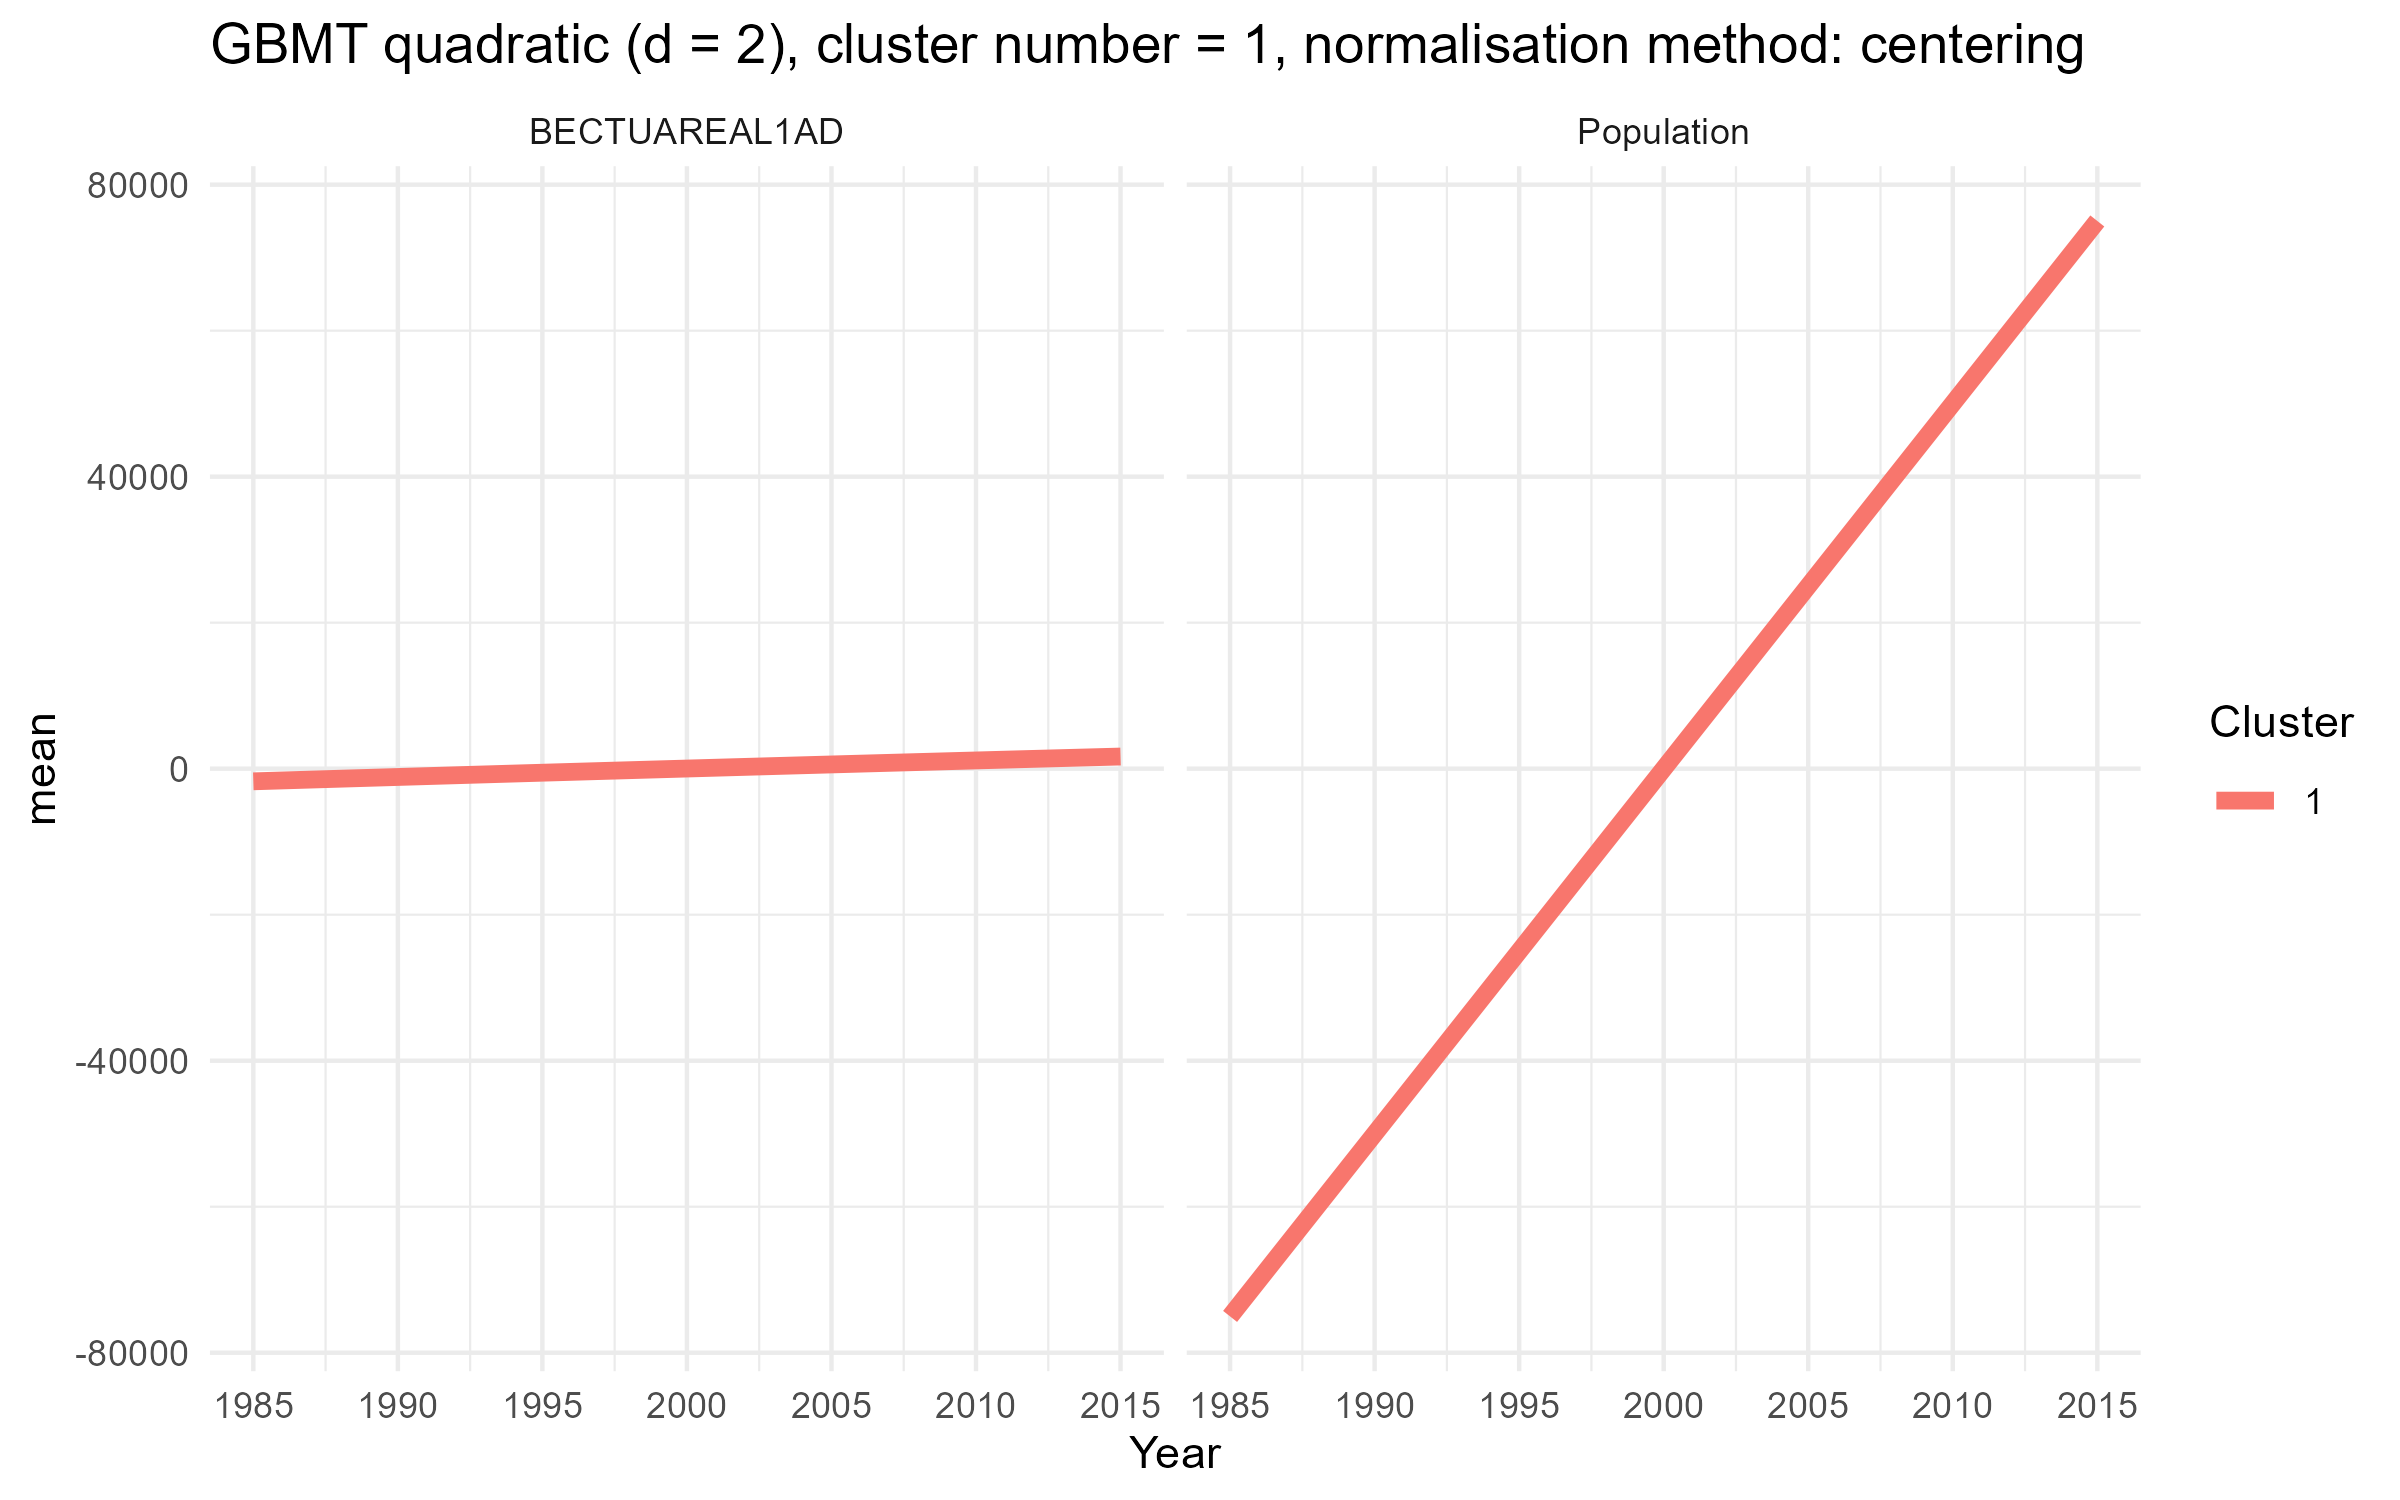 GBMT quadratic (d = 2), cluster number = 1, normalisation method: centering
BECTUAREAL1AD
Population
80000
40000
0
-40000
-80000
mean
1985 1990 1995 2000 2005 2010 2015
1985 1990 1995 2000 2005 2010 2015
Year
Cluster
1